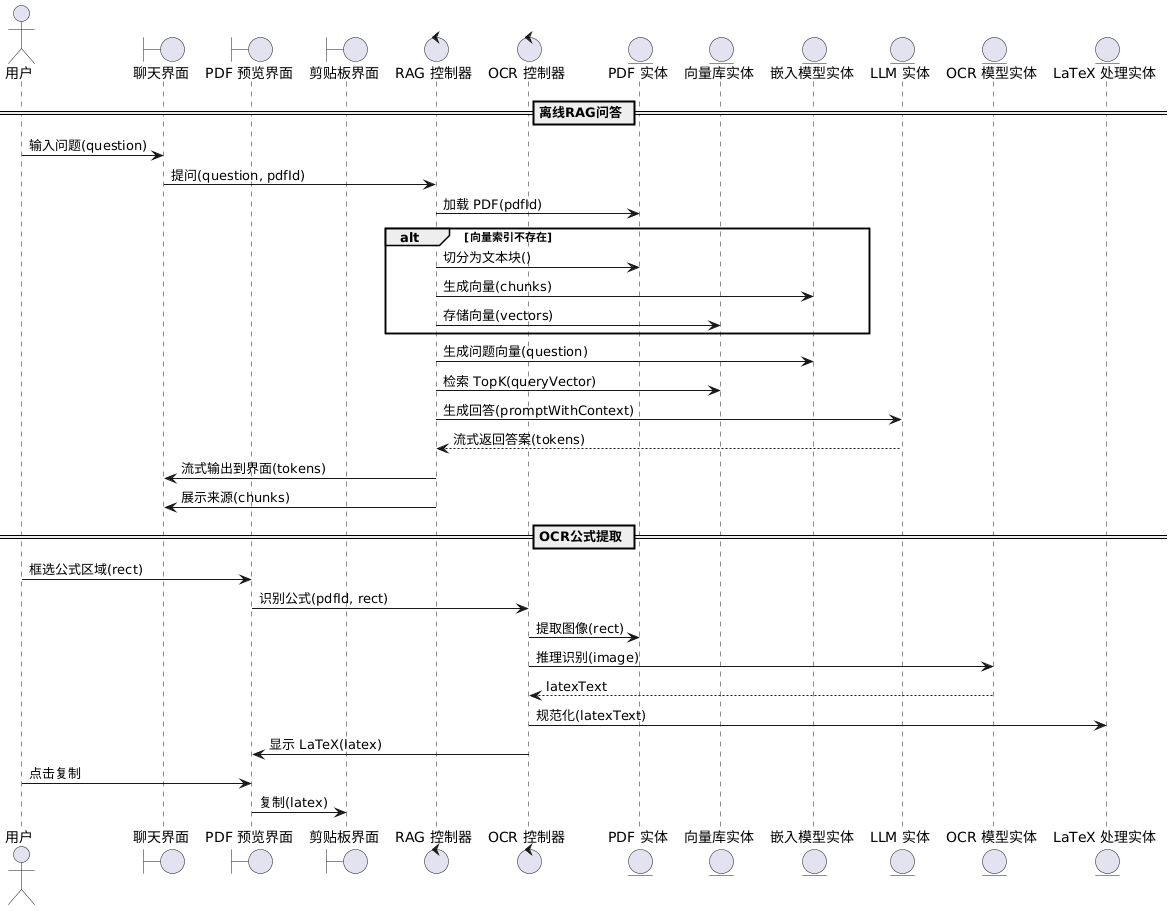 用户
聊天界面
PDF 预览界面
剪贴板界面
RAG 控制器
OCR 控制器
PDF 实体
向量库实体
嵌入模型实体
LLM 实体
OCR 模型实体
LaTeX 处理实体
离线RAG问答
输入问题(question)
提问(question, pdfId)
加载 PDF(pdfId)
alt [向量索引不存在]
切分为文本块()
生成向量(chunks)
存储向量(vectors)
生成问题向量(question)
检索 TopK(queryVector)
生成回答(promptWithContext)
流式返回答案(tokens)
流式输出到界面(tokens)
展示来源(chunks)
OCR公式提取
框选公式区域(rect)
识别公式(pdfId, rect)
提取图像(rect)
推理识别(image)
latexText
规范化(latexText)
显示 LaTeX(latex)
点击复制
复制(latex)
用户
聊天界面
PDF 预览界面
剪贴板界面
RAG 控制器
OCR 控制器
PDF 实体
向量库实体
嵌入模型实体
LLM 实体
OCR 模型实体
LaTeX 处理实体